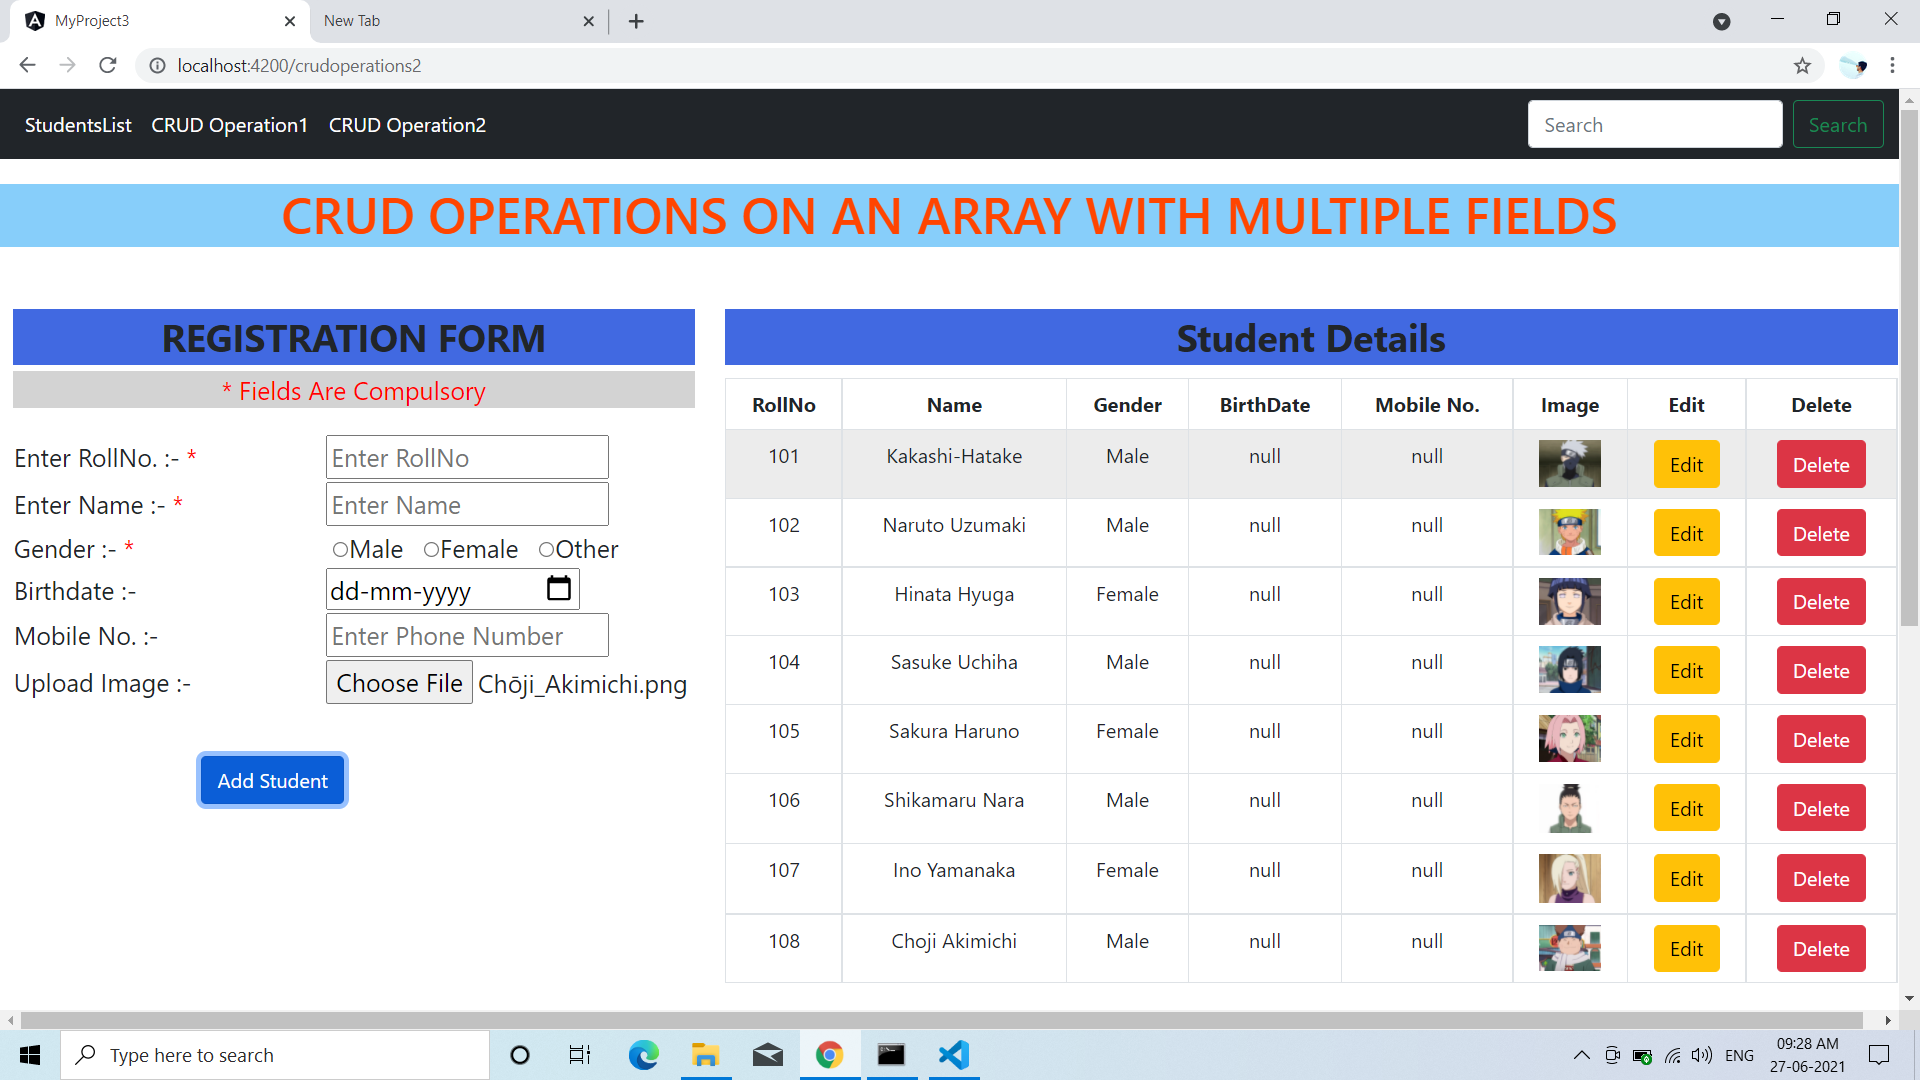 MyProject3
New Tab
localhost:4200/crudoperations2
StudentsList CRUD Operation1 CRUD Operation2 Search Search
CRUD OPERATIONS ON AN ARRAY WITH MULTIPLE FIELDS
REGISTRATION FORM
* Fields Are Compulsory
Enter RollNo. :- * Enter RollNo
Enter Name :- * Enter Name
Gender :- * Male Female Other
Birthdate :- dd-mm-yyyy
Mobile No. :- Enter Phone Number
Upload Image :- Choose File Chōji_Akimichi.png
Add Student
Student Details
RollNo Name Gender BirthDate Mobile No. Image Edit Delete
101 Kakashi-Hatake Male null null Edit Delete
102 Naruto Uzumaki Male null null Edit Delete
103 Hinata Hyuga Female null null Edit Delete
104 Sasuke Uchiha Male null null Edit Delete
105 Sakura Haruno Female null null Edit Delete
106 Shikamaru Nara Male null null Edit Delete
107 Ino Yamanaka Female null null Edit Delete
108 Choji Akimichi Male null null Edit Delete
Type here to search
ENG
09:28 AM
27-06-2021